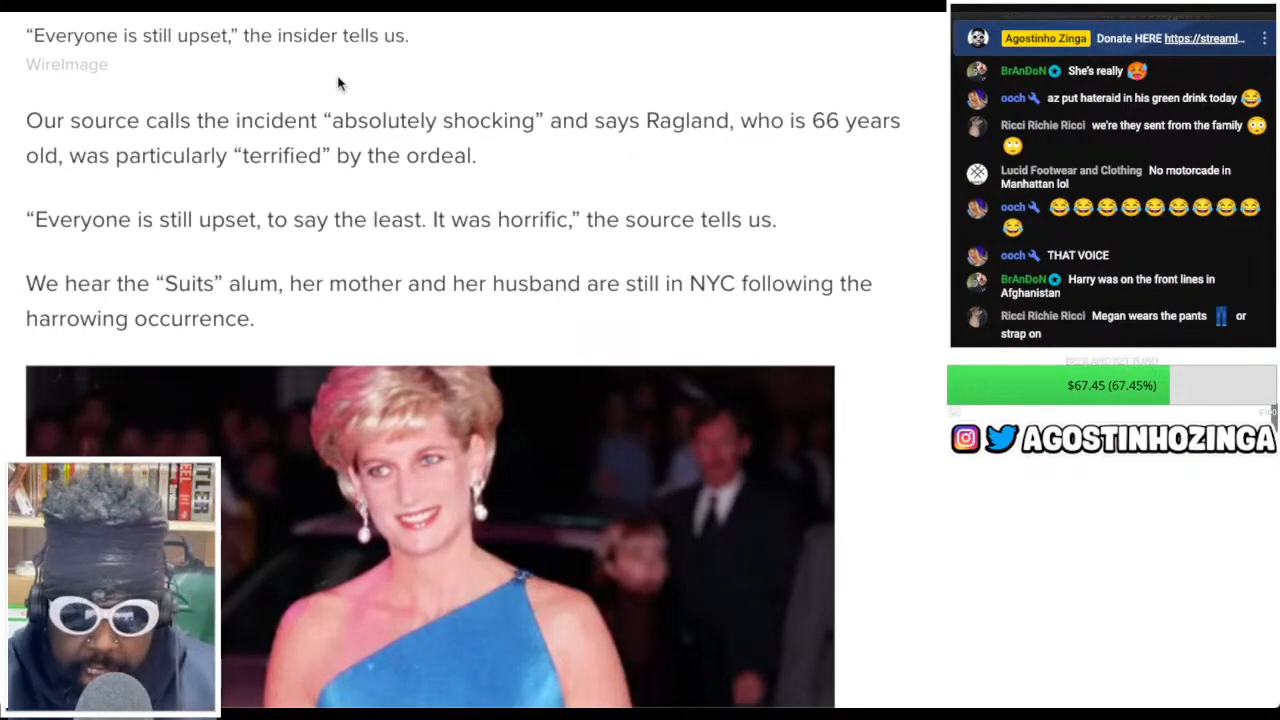 “Everyone is still upset,” the insider tells us.
WireImage
Our source calls the incident “absolutely shocking” and says Ragland, who is 66 years
old, was particularly “terrified” by the ordeal.
“Everyone is still upset, to say the least. It was horrific,” the source tells us.
We hear the “Suits” alum, her mother and her husband are still in NYC following the
harrowing occurrence.
Agostinho Zinga Donate HERE https://streaml...
BrAnDoN She's really 🥵
ooch az put hateraid in his green drink today 😂
Ricci Richie Ricci we're they sent from the family 🙄
🙄
Lucid Footwear and Clothing No motorcade in
Manhattan lol
ooch 😂😂😂😂😂😂😂😂😂
😂
ooch THAT VOICE
BrAnDoN Harry was on the front lines in
Afghanistan
Ricci Richie Ricci Megan wears the pants 👖 or
strap on
$67.45 (67.45%)
AGOSTINHOZINGA